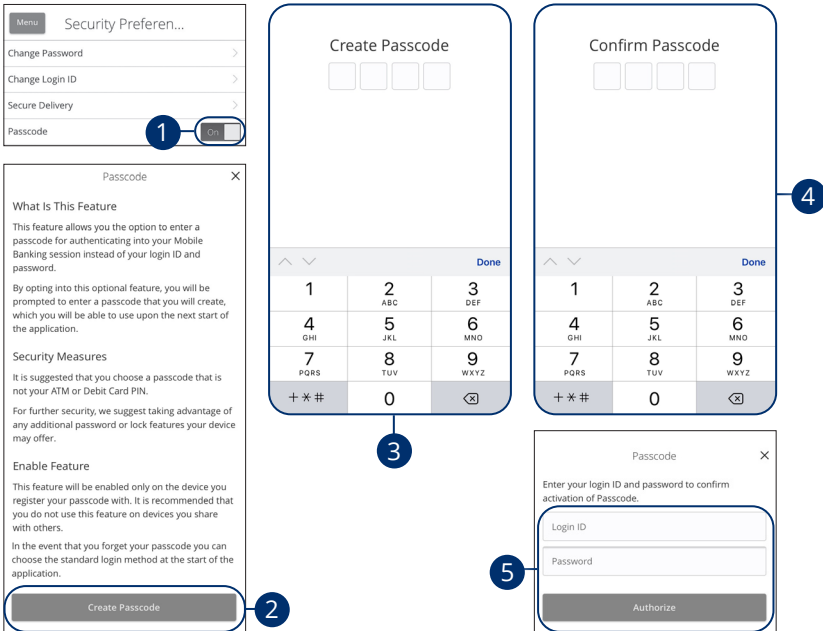 Menu
Security Preferen...
Change Password
Change Login ID
Secure Delivery
Passcode
On
1
Passcode
What Is This Feature
This feature allows you the option to enter a
passcode for authenticating into your Mobile
Banking session instead of your login ID and
password.
By opting into this optional feature, you will be
prompted to enter a passcode that you will create,
which you will be able to use upon the next start of
the application.
Security Measures
It is suggested that you choose a passcode that is
not your ATM or Debit Card PIN.
For further security, we suggest taking advantage of
any additional password or lock features your device
may offer.
Enable Feature
This feature will be enabled only on the device you
register your passcode with. It is recommended that
you do not use this feature on devices you share
with others.
In the event that you forget your passcode you can
choose the standard login method at the start of the
application.
Create Passcode
2
Create Passcode
Done
1 2 3
ABC DEF
4 5 6
GHI JKL MNO
7 8 9
PQRS TUV WXYZ
+*# 0
3
Confirm Passcode
Done
1 2 3
ABC DEF
4 5 6
GHI JKL MNO
7 8 9
PQRS TUV WXYZ
+*# 0
4
Passcode
Enter your login ID and password to confirm
activation of Passcode.
Login ID
Password
Authorize
5